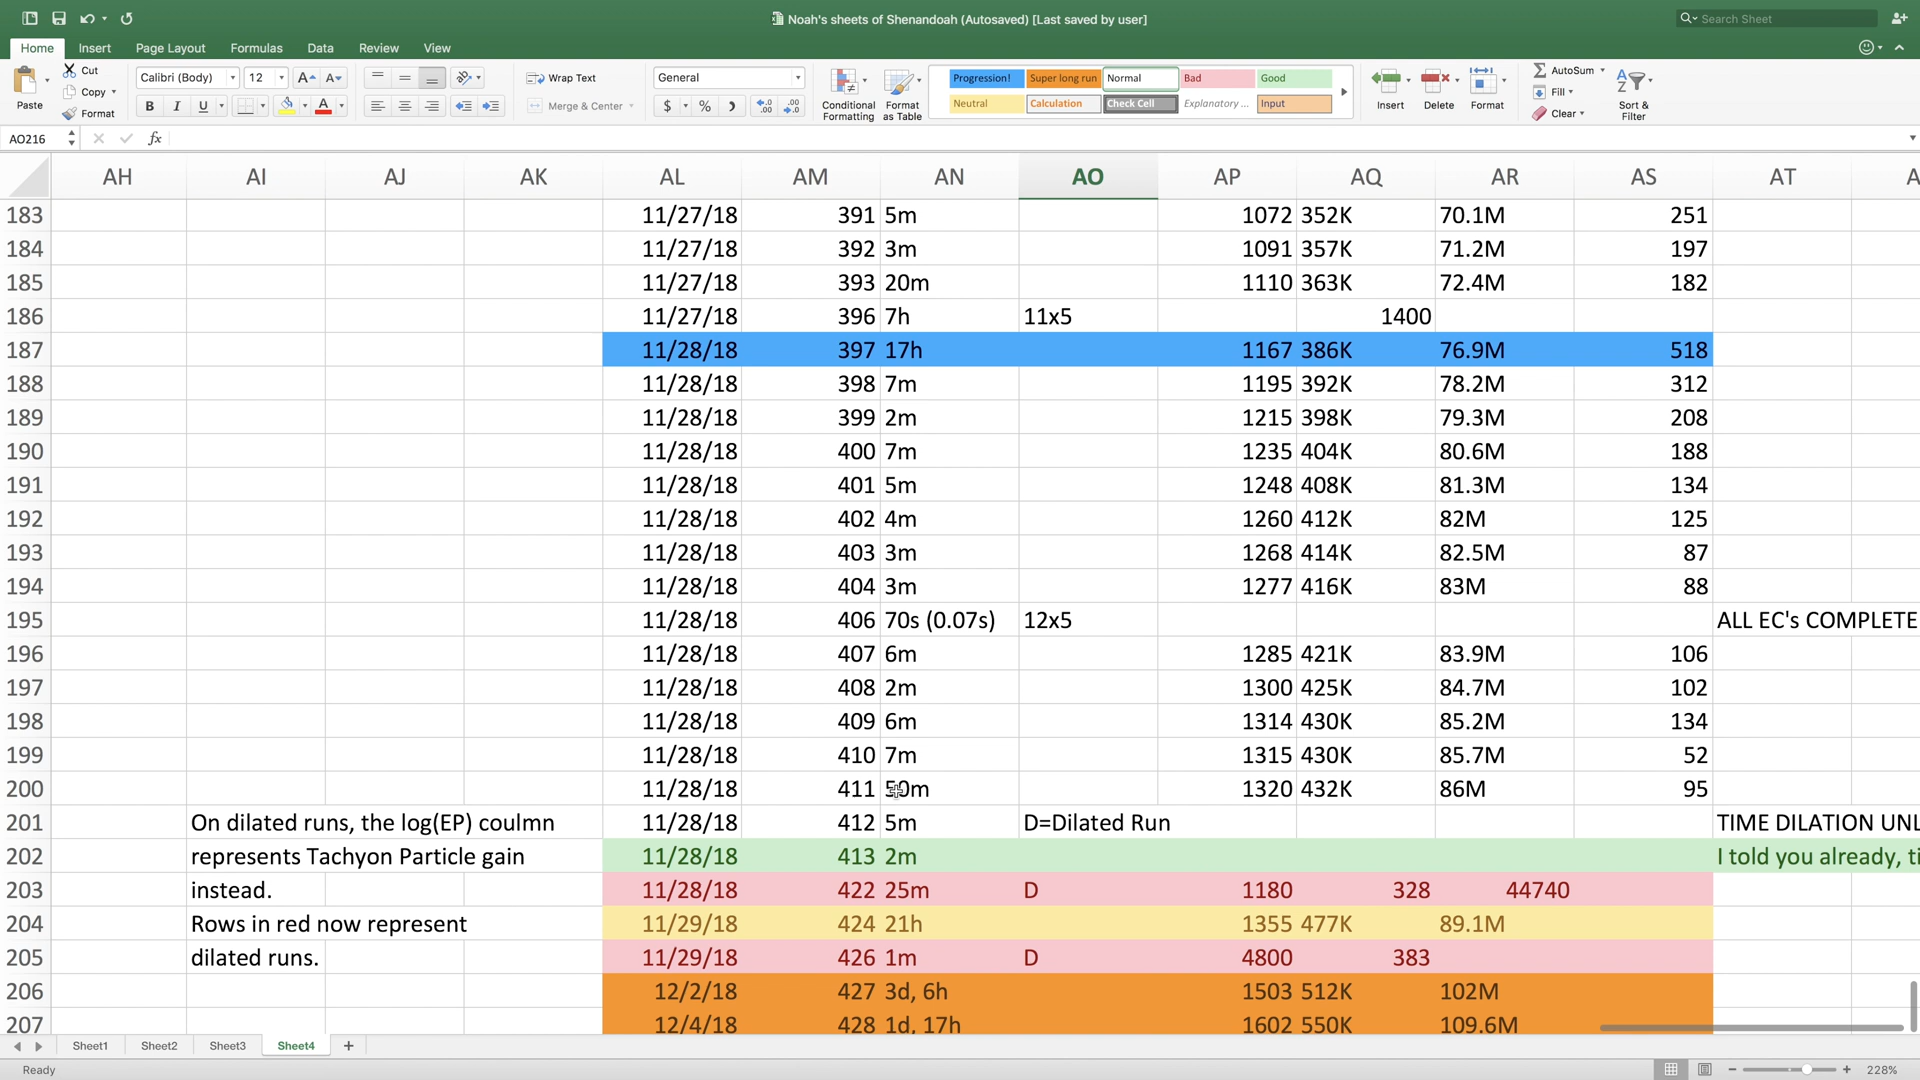 Noah's sheets of Shenandoah (Autosaved) [Last saved by user]
Search Sheet
Home Insert Page Layout Formulas Data Review View
Paste
Cut
Copy
Format
Calibri (Body) 12 A A
B I U A
Wrap Text
Merge & Center
General
$ % .0 .00 .00 .0
Conditional Formatting
Format as Table
Progression! Super long run Normal Bad Good
Neutral Calculation Check Cell Explanatory ... Input
Insert Delete Format
AutoSum
Fill
Clear
Sort & Filter
AO216 fx
AH AI AJ AK AL AM AN AO AP AQ AR AS AT
183 11/27/18 391 5m 1072 352K 70.1M 251
184 11/27/18 392 3m 1091 357K 71.2M 197
185 11/27/18 393 20m 1110 363K 72.4M 182
186 11/27/18 396 7h 11x5 1400
187 11/28/18 397 17h 1167 386K 76.9M 518
188 11/28/18 398 7m 1195 392K 78.2M 312
189 11/28/18 399 2m 1215 398K 79.3M 208
190 11/28/18 400 7m 1235 404K 80.6M 188
191 11/28/18 401 5m 1248 408K 81.3M 134
192 11/28/18 402 4m 1260 412K 82M 125
193 11/28/18 403 3m 1268 414K 82.5M 87
194 11/28/18 404 3m 1277 416K 83M 88
195 11/28/18 406 70s (0.07s) 12x5 ALL EC's COMPLETE
196 11/28/18 407 6m 1285 421K 83.9M 106
197 11/28/18 408 2m 1300 425K 84.7M 102
198 11/28/18 409 6m 1314 430K 85.2M 134
199 11/28/18 410 7m 1315 430K 85.7M 52
200 11/28/18 411 50m 1320 432K 86M 95
201 On dilated runs, the log(EP) coulmn 11/28/18 412 5m D=Dilated Run TIME DILATION UNL
202 represents Tachyon Particle gain 11/28/18 413 2m I told you already, ti
203 instead. 11/28/18 422 25m D 1180 328 44740
204 Rows in red now represent 11/29/18 424 21h 1355 477K 89.1M
205 dilated runs. 11/29/18 426 1m D 4800 383
206 12/2/18 427 3d, 6h 1503 512K 102M
207 12/4/18 428 1d, 17h 1602 550K 109.6M
Sheet1 Sheet2 Sheet3 Sheet4 +
Ready
228%